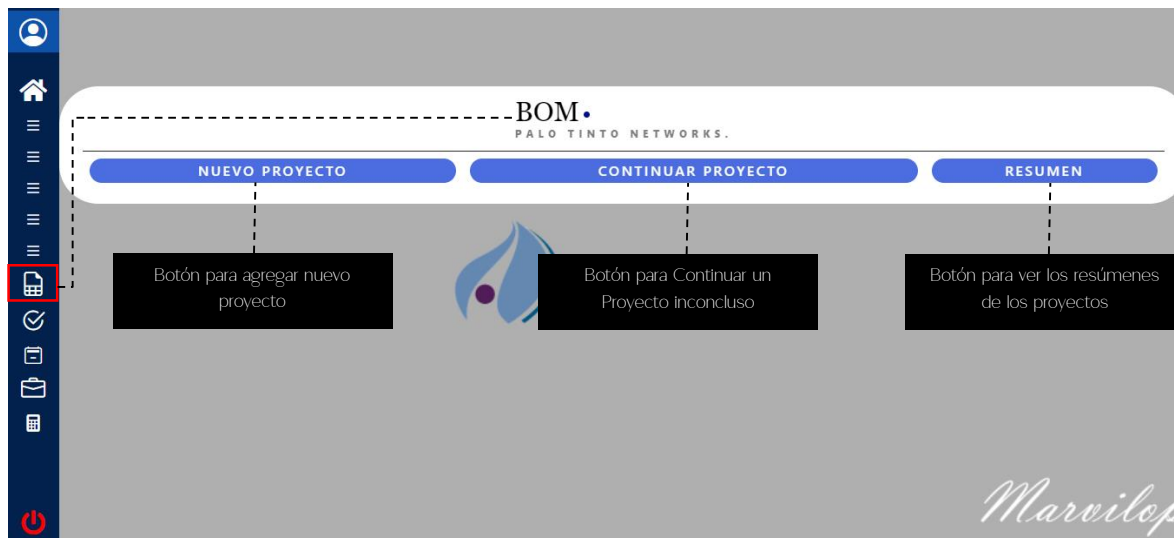 BOM.
PALO TINTO NETWORKS.
NUEVO PROYECTO
CONTINUAR PROYECTO
RESUMEN
Botón para agregar nuevo
proyecto
Botón para Continuar un
Proyecto inconcluso
Botón para ver los resúmenes
de los proyectos
Marvilop